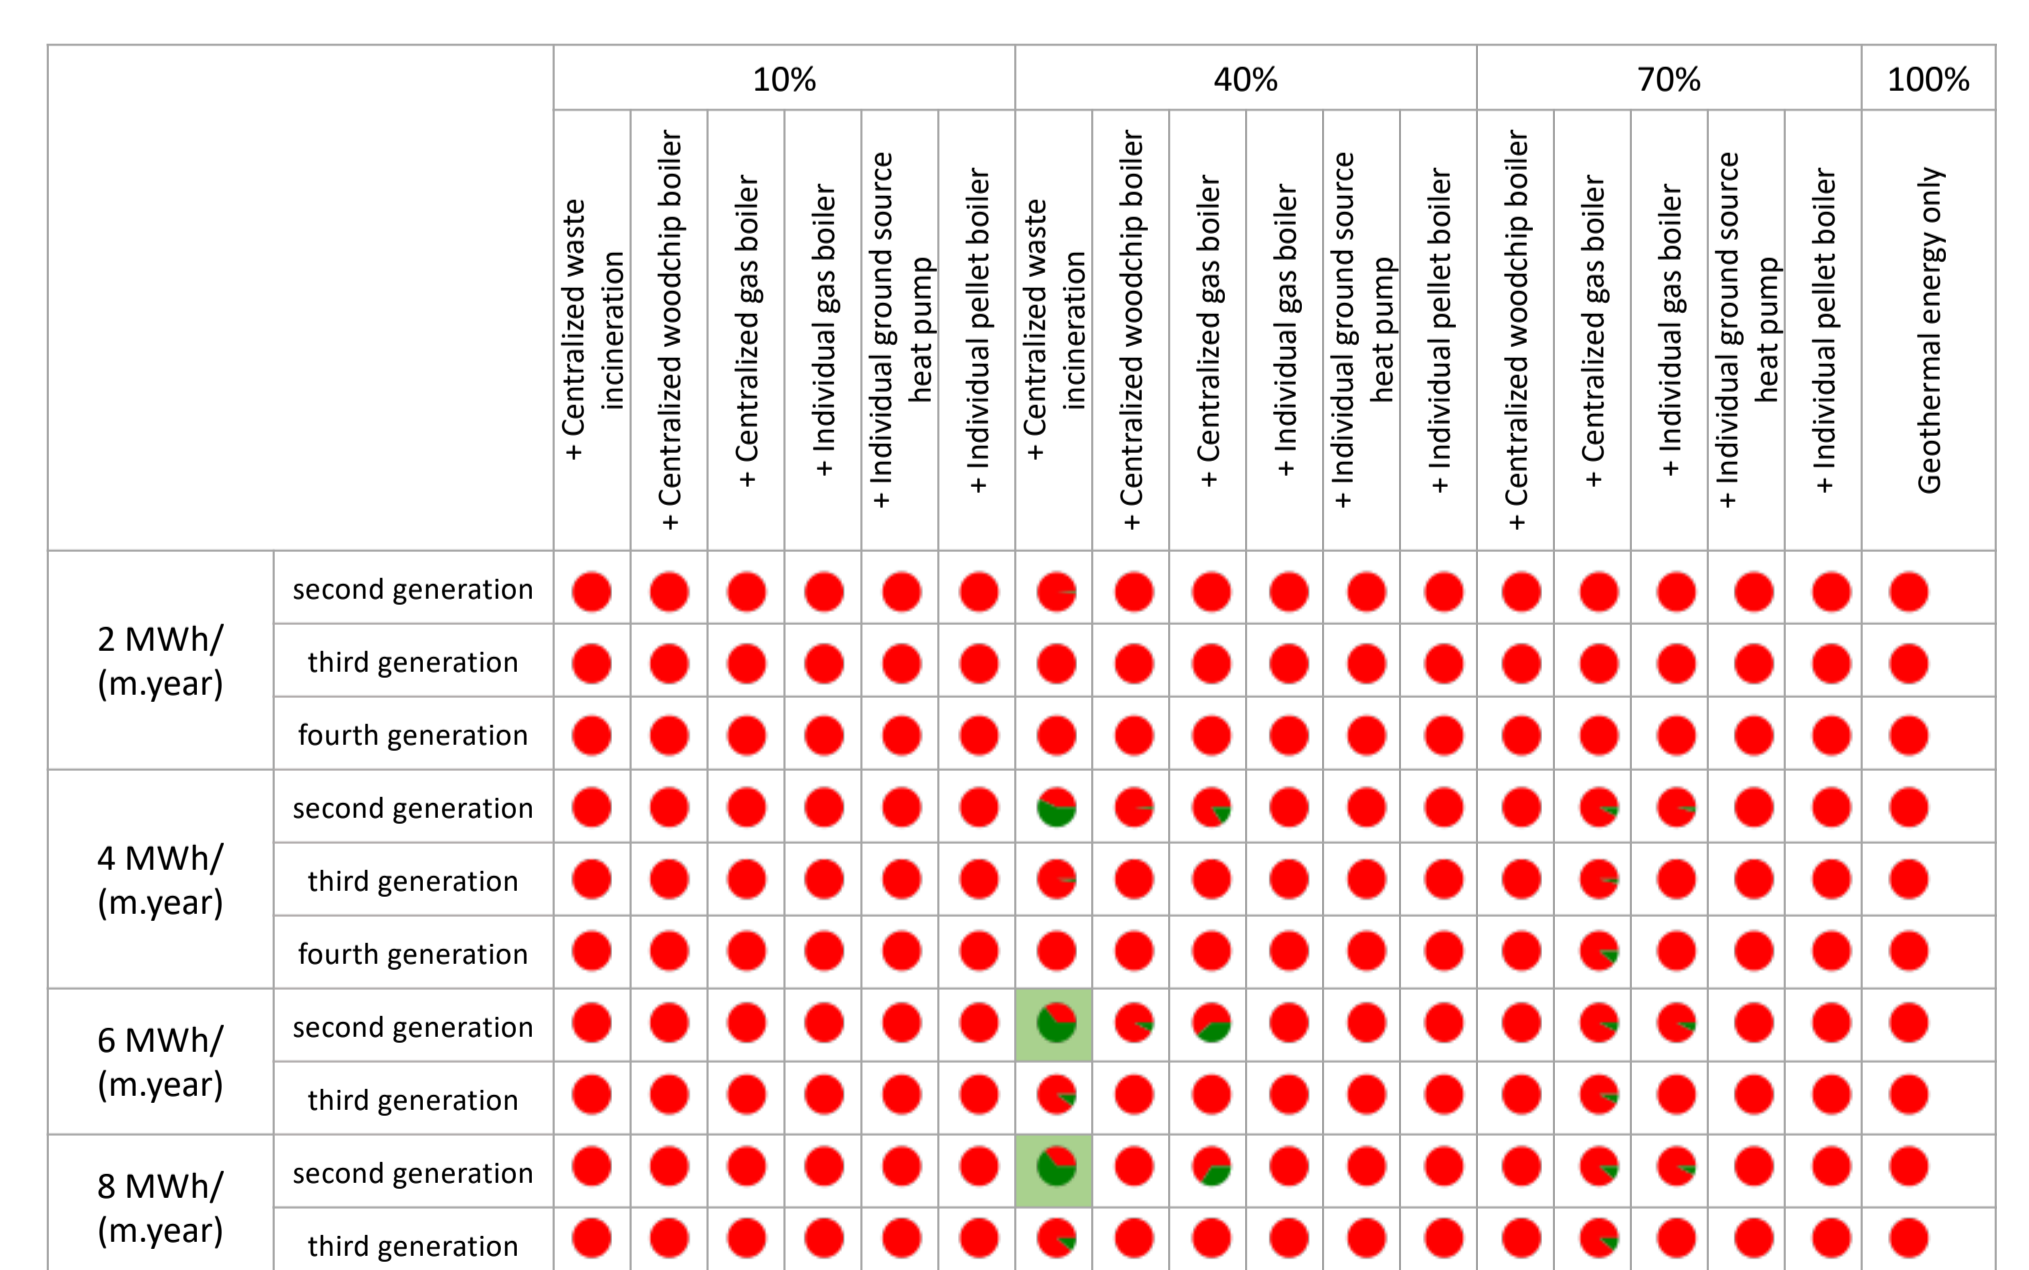 10%
40%
70%
100%
+ Centralized waste
incineration
+ Centralized woodchip boiler
+ Centralized gas boiler
+ Individual gas boiler
+ Individual ground source
heat pump
+ Individual pellet boiler
+ Centralized waste
incineration
+ Centralized woodchip boiler
+ Centralized gas boiler
+ Individual gas boiler
+ Individual ground source
heat pump
+ Individual pellet boiler
+ Centralized woodchip boiler
+ Centralized gas boiler
+ Individual gas boiler
+ Individual ground source
heat pump
+ Individual pellet boiler
Geothermal energy only
2 MWh/
(m.year)
second generation
third generation
fourth generation
4 MWh/
(m.year)
second generation
third generation
fourth generation
6 MWh/
(m.year)
second generation
third generation
8 MWh/
(m.year)
second generation
third generation